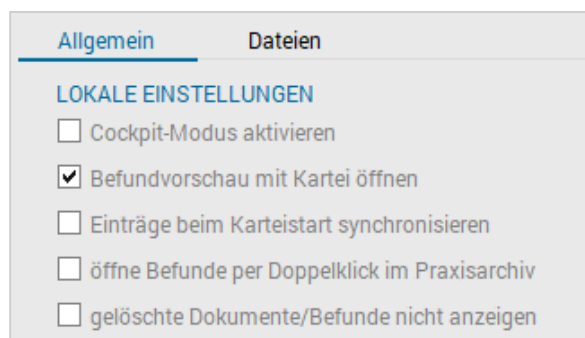 Allgemein Dateien
LOKALE EINSTELLUNGEN
Cockpit-Modus aktivieren
Befundvorschau mit Kartei öffnen
Einträge beim Karteistart synchronisieren
öffne Befunde per Doppelklick im Praxisarchiv
gelöschte Dokumente/Befunde nicht anzeigen